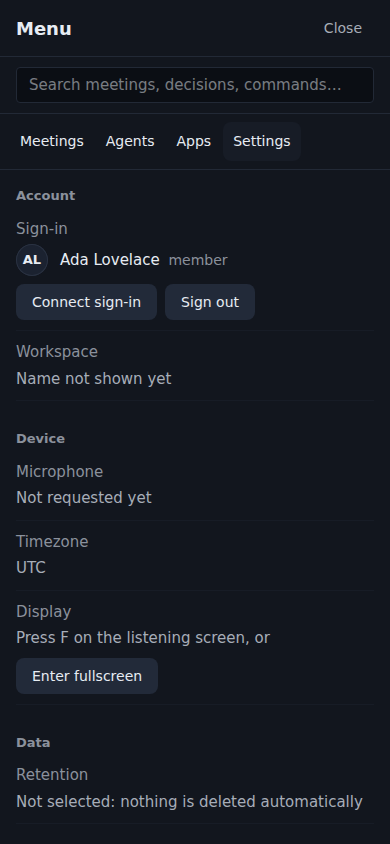 Menu
Close
Search meetings, decisions, commands…
Meetings Agents Apps Settings
Account
Sign-in
AL Ada Lovelace member
Connect sign-in Sign out
Workspace
Name not shown yet
Device
Microphone
Not requested yet
Timezone
UTC
Display
Press F on the listening screen, or
Enter fullscreen
Data
Retention
Not selected: nothing is deleted automatically